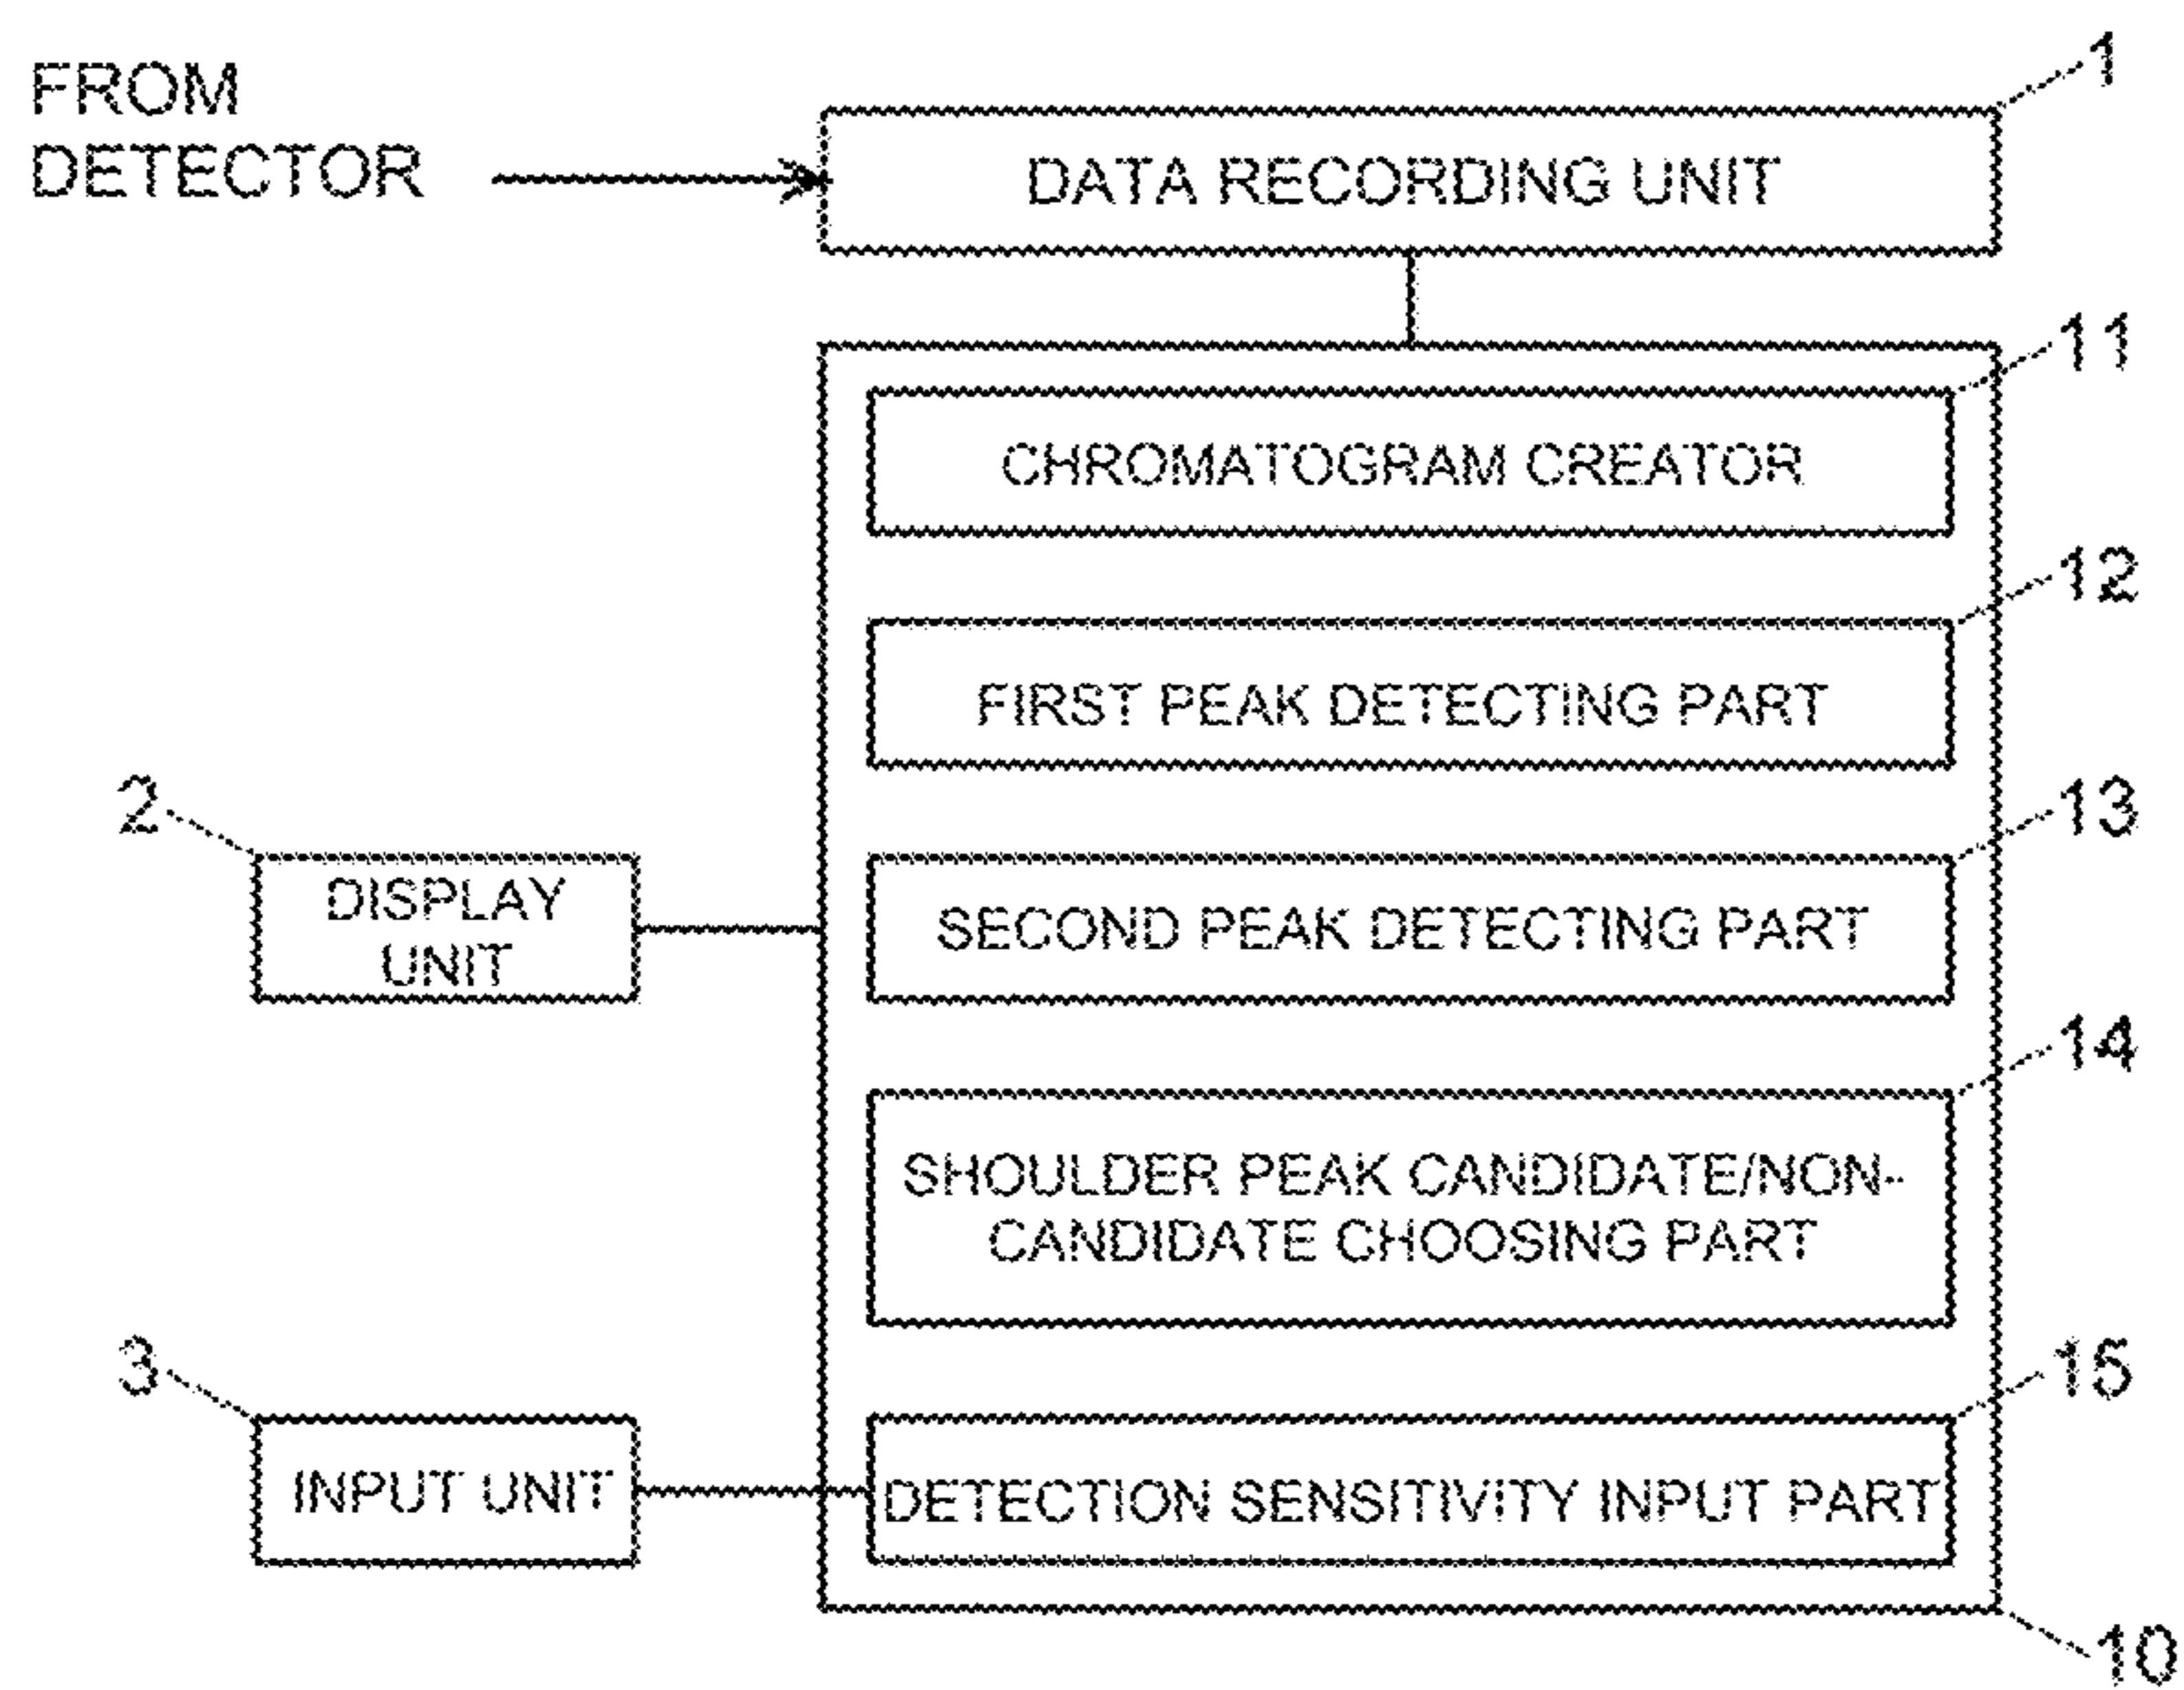 FROM
DETECTOR
1
DATA RECORDING UNIT
11
CHROMATOGRAM CREATOR
12
FIRST PEAK DETECTING PART
2
DISPLAY
UNIT
13
SECOND PEAK DETECTING PART
14
SHOULDER PEAK CANDIDATE/NON-
CANDIDATE CHOOSING PART
3
INPUT UNIT
15
DETECTION SENSITIVITY INPUT PART
10